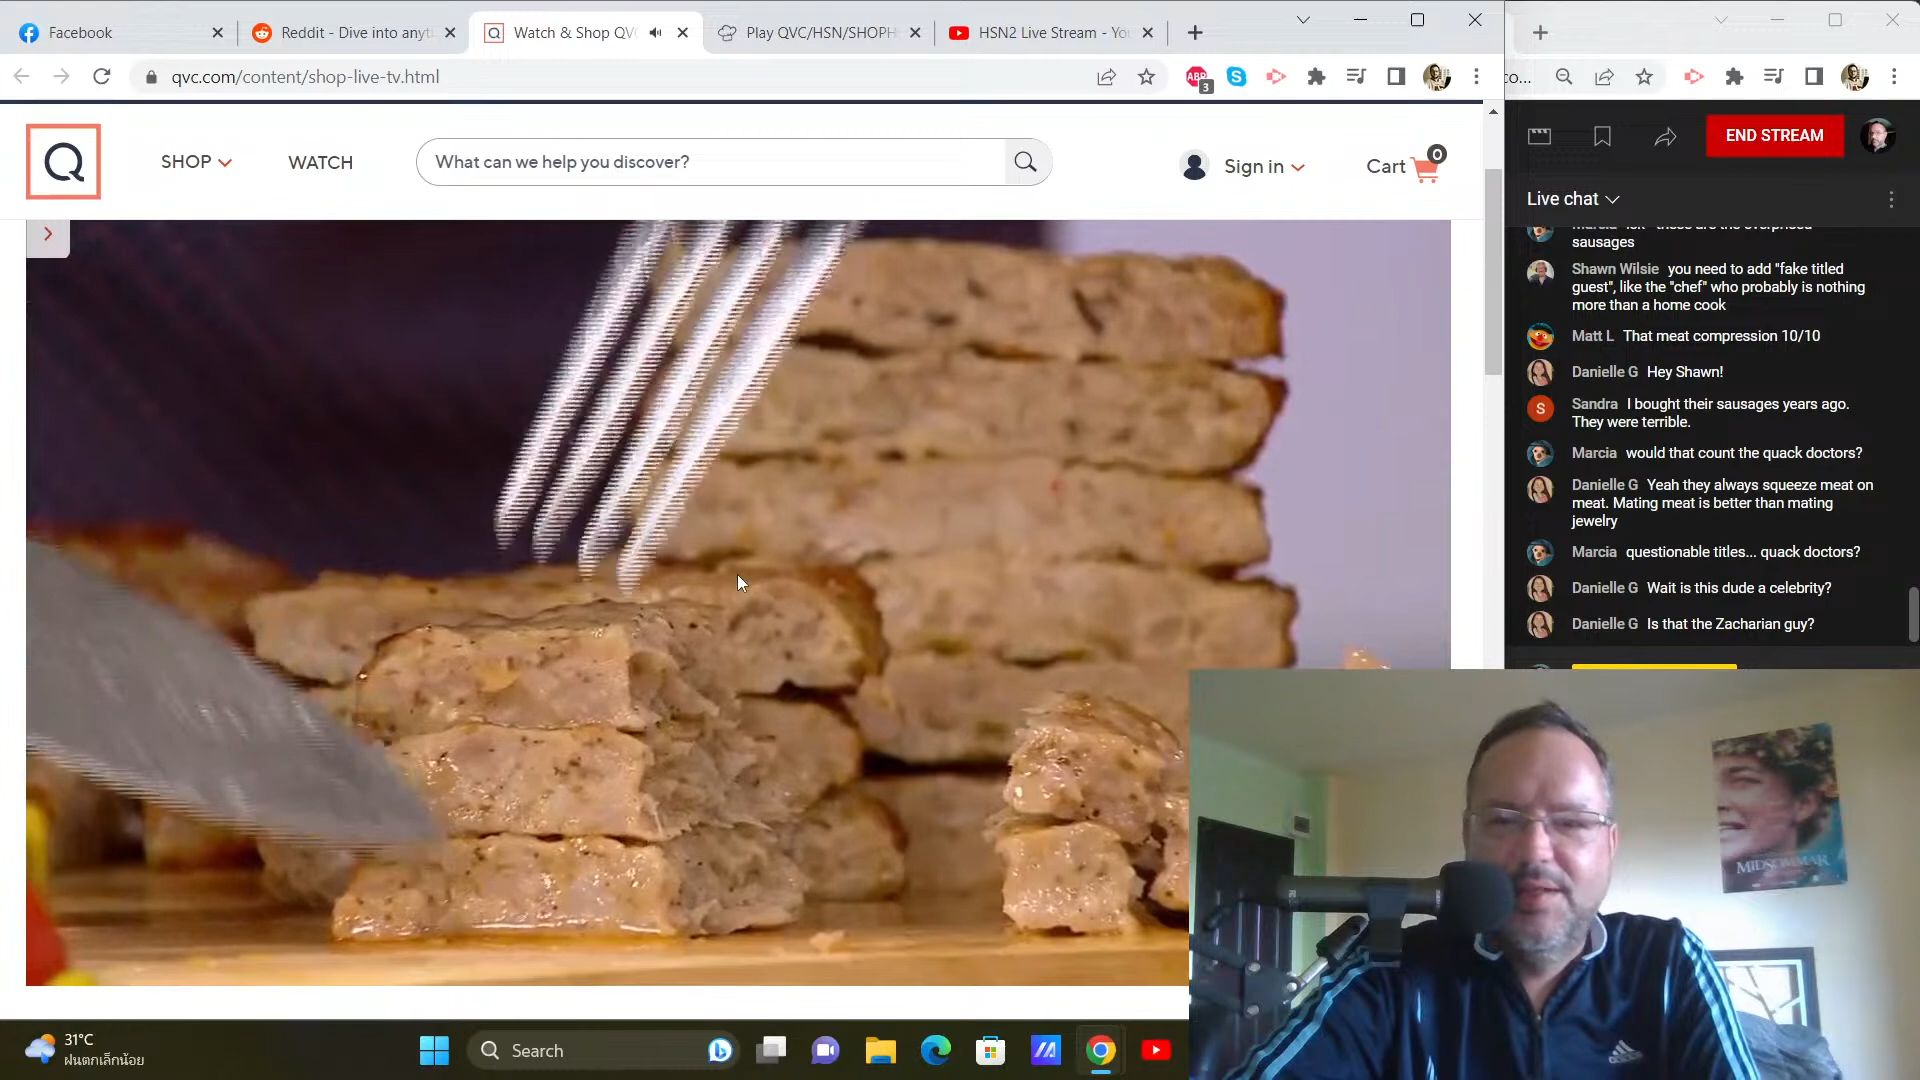 Facebook
Reddit - Dive into anyt
Watch & Shop QV
Play QVC/HSN/SHOPH
HSN2 Live Stream - Yo
qvc.com/content/shop-live-tv.html
ABP
3
co...
Q
SHOP
WATCH
What can we help you discover?
Sign in
Cart
0
END STREAM
Live chat
sausages
Shawn Wilsie you need to add "fake titled
guest", like the "chef" who probably is nothing
more than a home cook
Matt L That meat compression 10/10
Danielle G Hey Shawn!
S
Sandra I bought their sausages years ago.
They were terrible.
Marcia would that count the quack doctors?
Danielle G Yeah they always squeeze meat on
meat. Mating meat is better than mating
jewelry
Marcia questionable titles... quack doctors?
Danielle G Wait is this dude a celebrity?
Danielle G Is that the Zacharian guy?
MIDSOMMAR
adidas
31°C
ฝนตกเล็กน้อย
Search